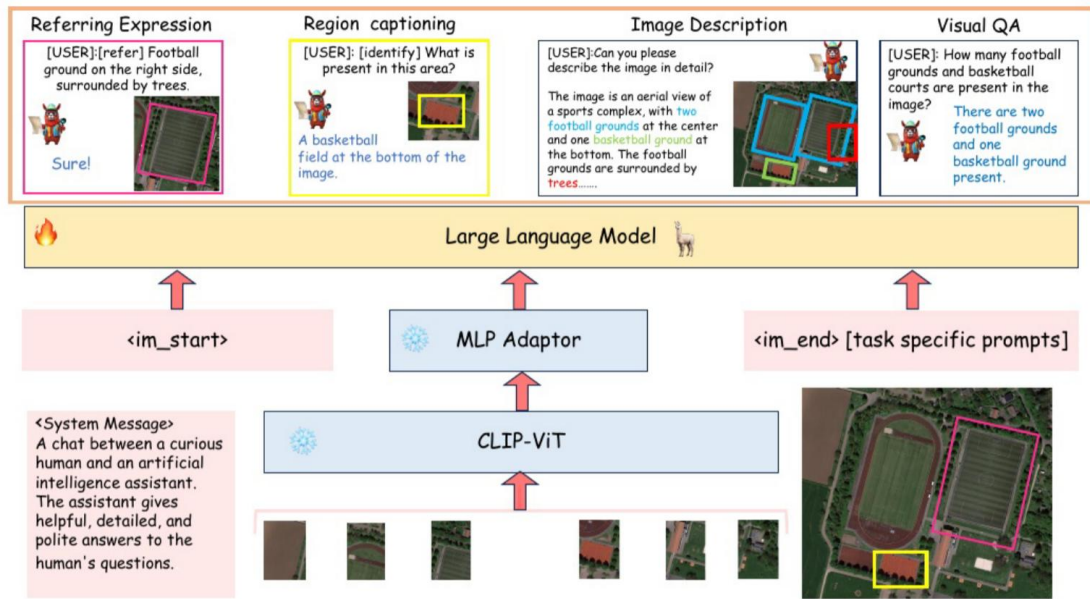 Referring Expression
[USER]:[refer] Football
ground on the right side,
surrounded by trees.
Sure!
Region captioning
[USER]: [identify] What is
present in this area?
A basketball
field at the bottom of the
image.
Image Description
[USER]:Can you please
describe the image in detail?
The image is an aerial view of
a sports complex, with two
football grounds at the center
and one basketball ground at
the bottom. The football
grounds are surrounded by
trees.......
Visual QA
[USER]: How many football
grounds and basketball
courts are present in the
image?
There are two
football grounds
and one
basketball ground
present.
Large Language Model
<im_start>
MLP Adaptor
<im_end> [task specific prompts]
<System Message>
A chat between a curious
human and an artificial
intelligence assistant.
The assistant gives
helpful, detailed, and
polite answers to the
human's questions.
CLIP-ViT